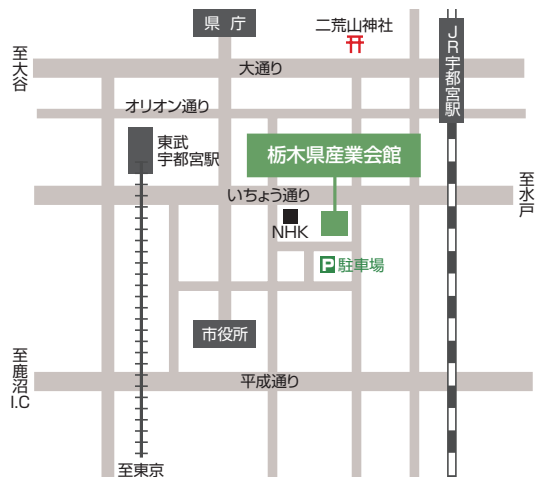 県庁
二荒山神社
JR宇都宮駅
至大谷
大通り
オリオン通り
東武
宇都宮駅
栃木県産業会館
いちょう通り
至水戸
NHK
P 駐車場
市役所
至鹿沼
I.C
平成通り
至東京